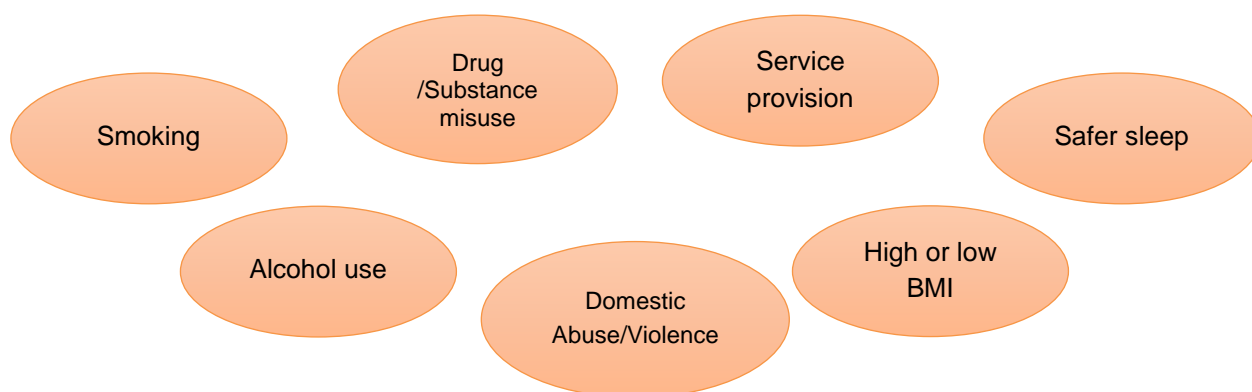 Smoking
Drug
/Substance
misuse
Service
provision
Safer sleep
Alcohol use
Domestic
Abuse/Violence
High or low
BMI